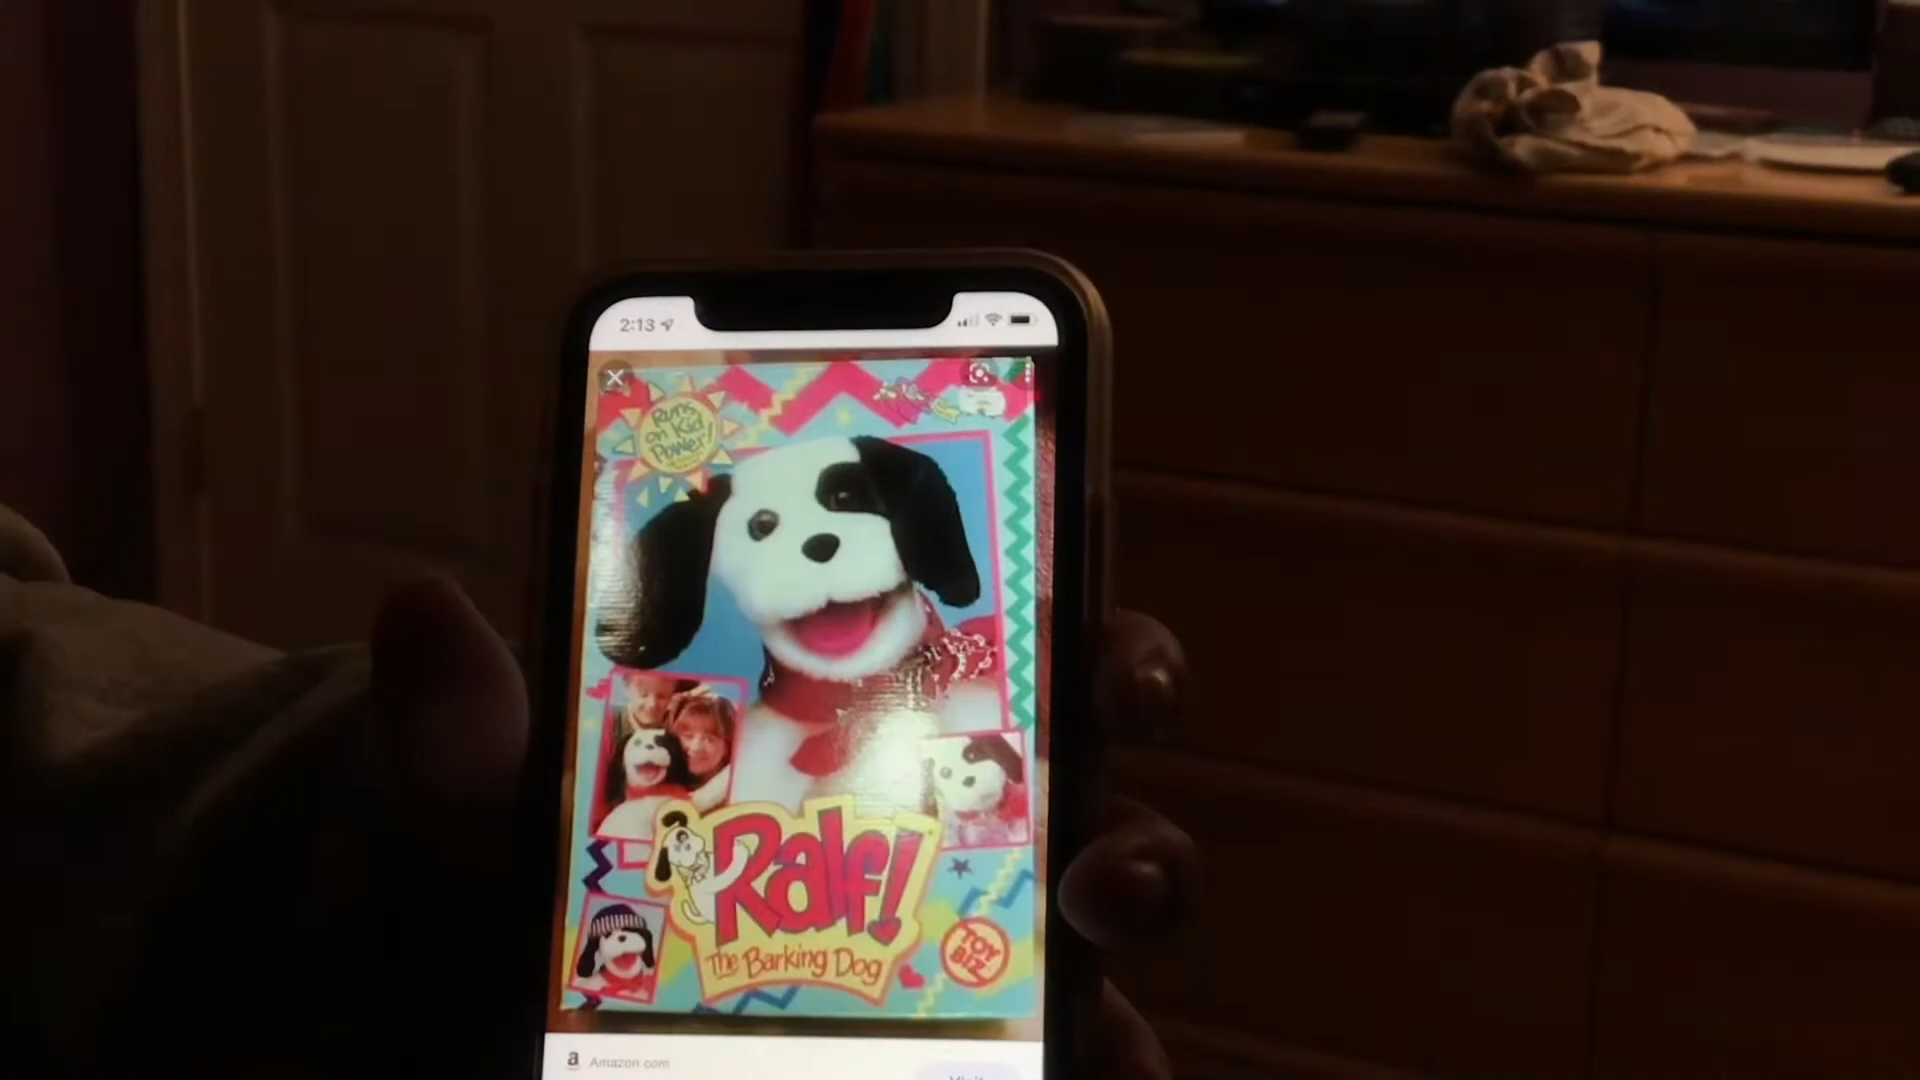 2:13
Runs
on Kid
Power!
Ralf!
The Barking Dog
TOY
BIZ
a Amazon.com